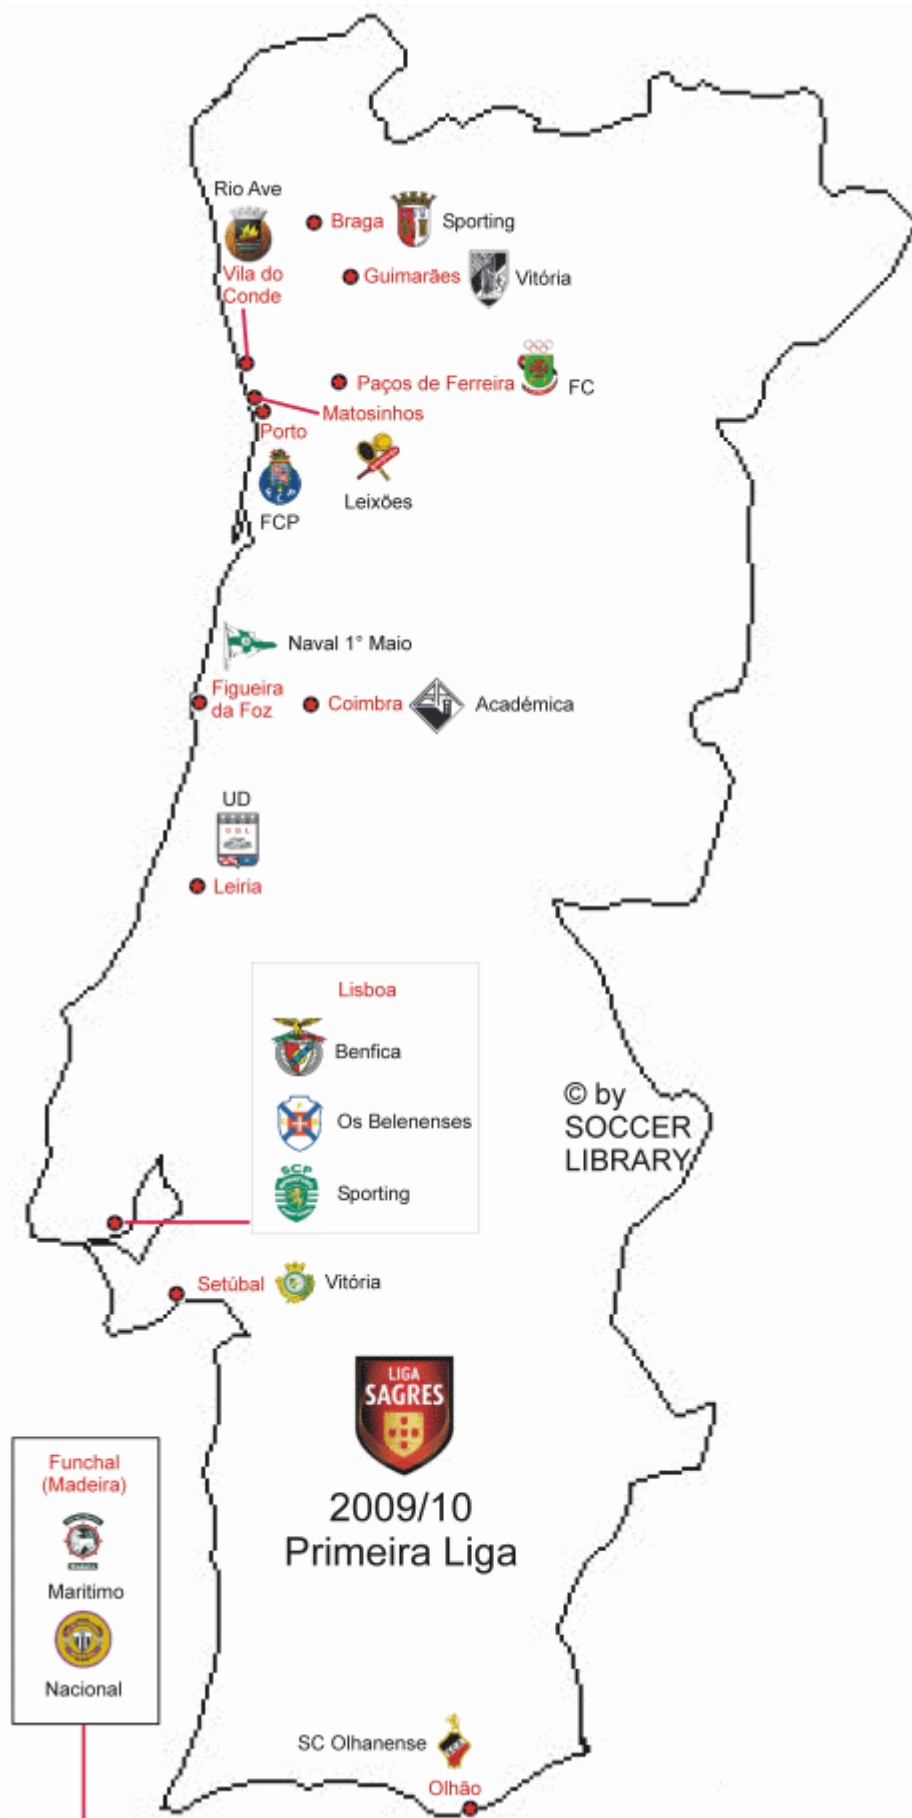 Rio Ave
Braga
Sporting
Vila do
Conde
Guimarães
Vitória
Paços de Ferreira
FC
Matosinhos
Porto
FCP
Leixões
Naval 1° Maio
Figueira
da Foz
Coimbra
Académica
UD
UDL
Leiria
Lisboa
Benfica
Os Belenenses
SCP
Sporting
© by
SOCCER
LIBRARY
Setúbal
Vitória
LIGA
SAGRES
2009/10
Primeira Liga
Funchal
(Madeira)
Maritimo
Nacional
SC Olhanense
Olhão